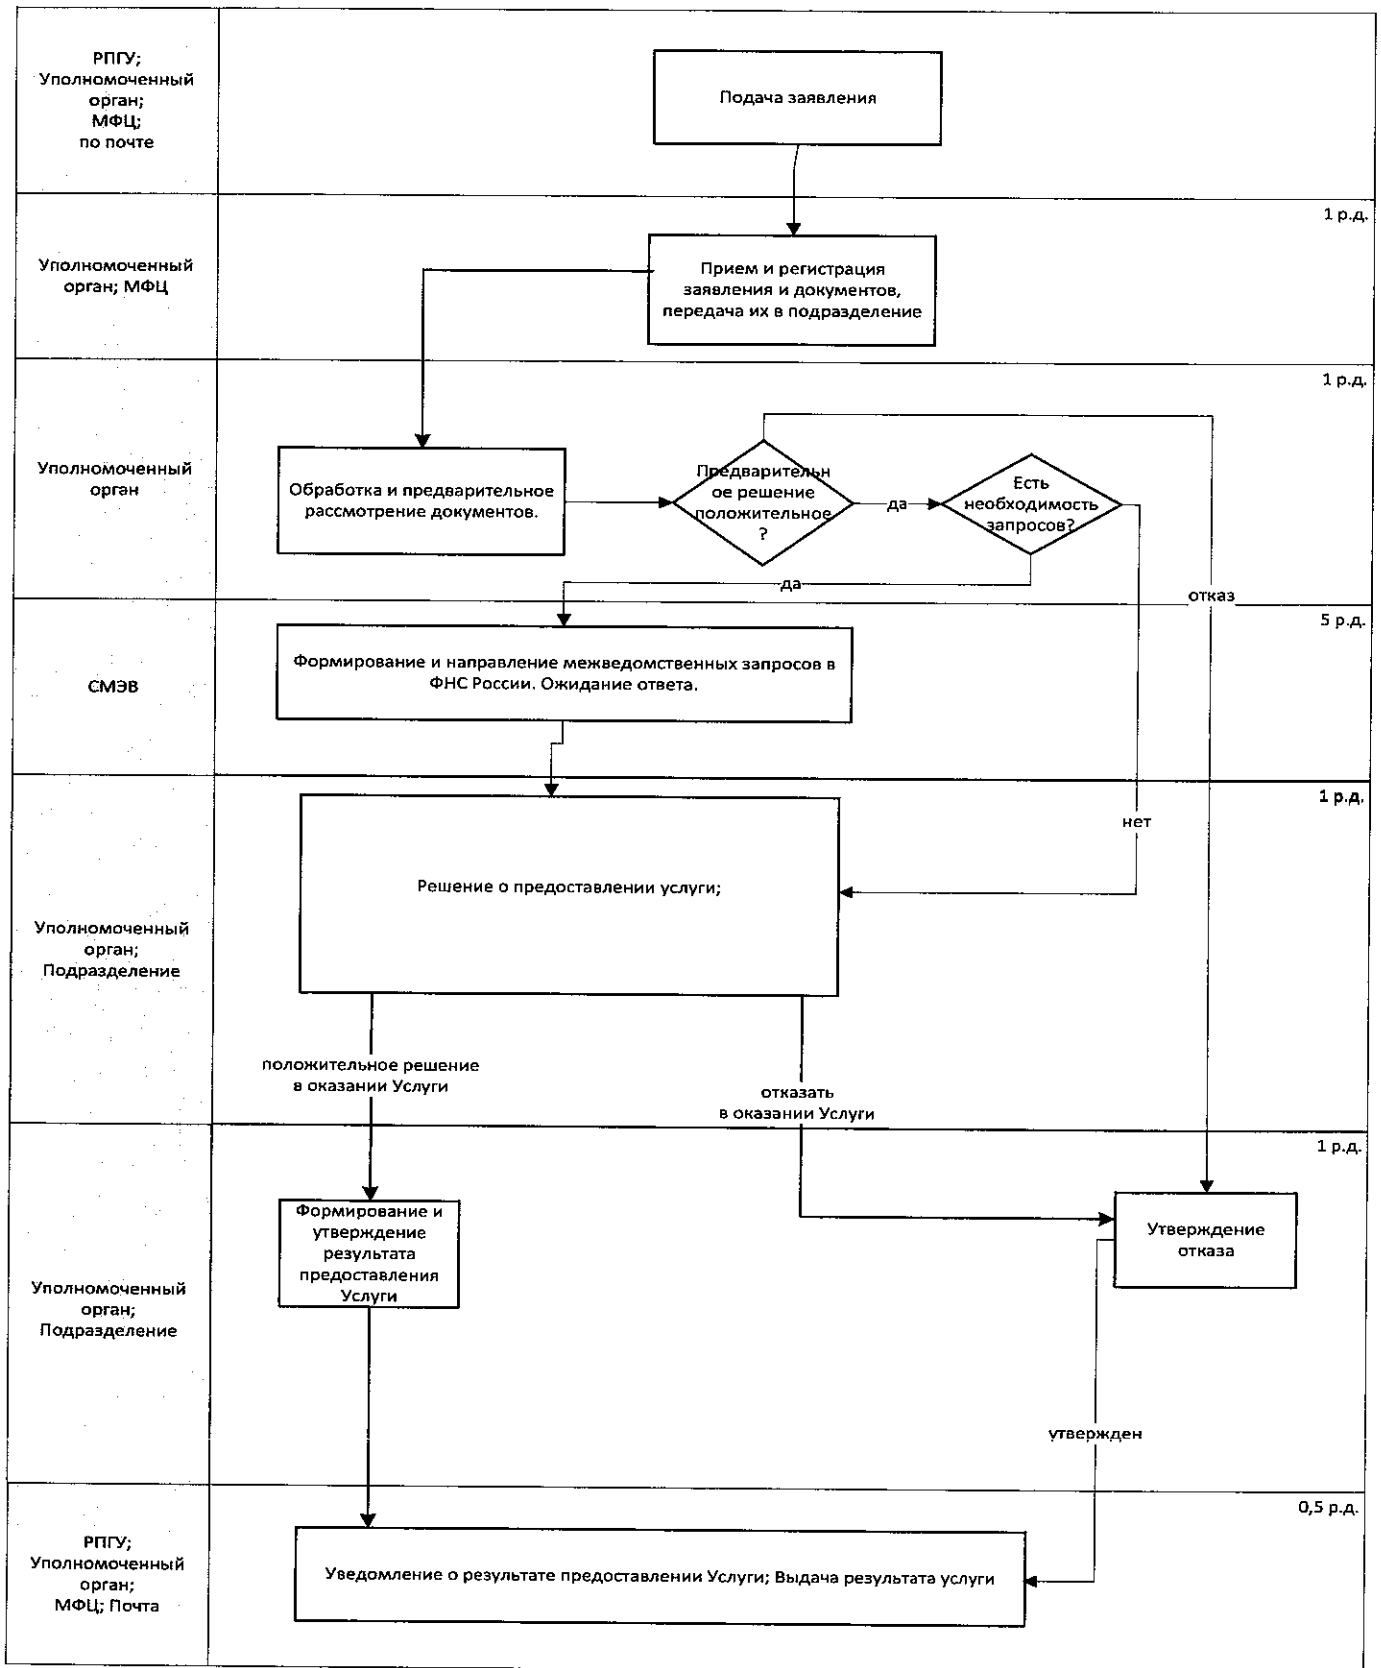 РПГУ;
Уполномоченный
орган;
МФЦ;
по почте
Подача заявления
1 р.д.
Уполномоченный
орган; МФЦ
Прием и регистрация
заявления и документов,
передача их в подразделение
1 р.д.
Уполномоченный
орган
Обработка и предварительное
рассмотрение документов.
Предварительн
ое решение
положительное
?
да
Есть
необходимость
запросов?
да
отказ
5 р.д.
СМЭВ
Формирование и направление межведомственных запросов в
ФНС России. Ожидание ответа.
1 р.д.
нет
Уполномоченный
орган;
Подразделение
Решение о предоставлении услуги;
положительное решение
в оказании Услуги
отказать
в оказании Услуги
1 р.д.
Уполномоченный
орган;
Подразделение
Формирование и
утверждение
результата
предоставления
Услуги
Утверждение
отказа
утвержден
0,5 р.д.
РПГУ;
Уполномоченный
орган;
МФЦ; Почта
Уведомление о результате предоставлении Услуги; Выдача результата услуги